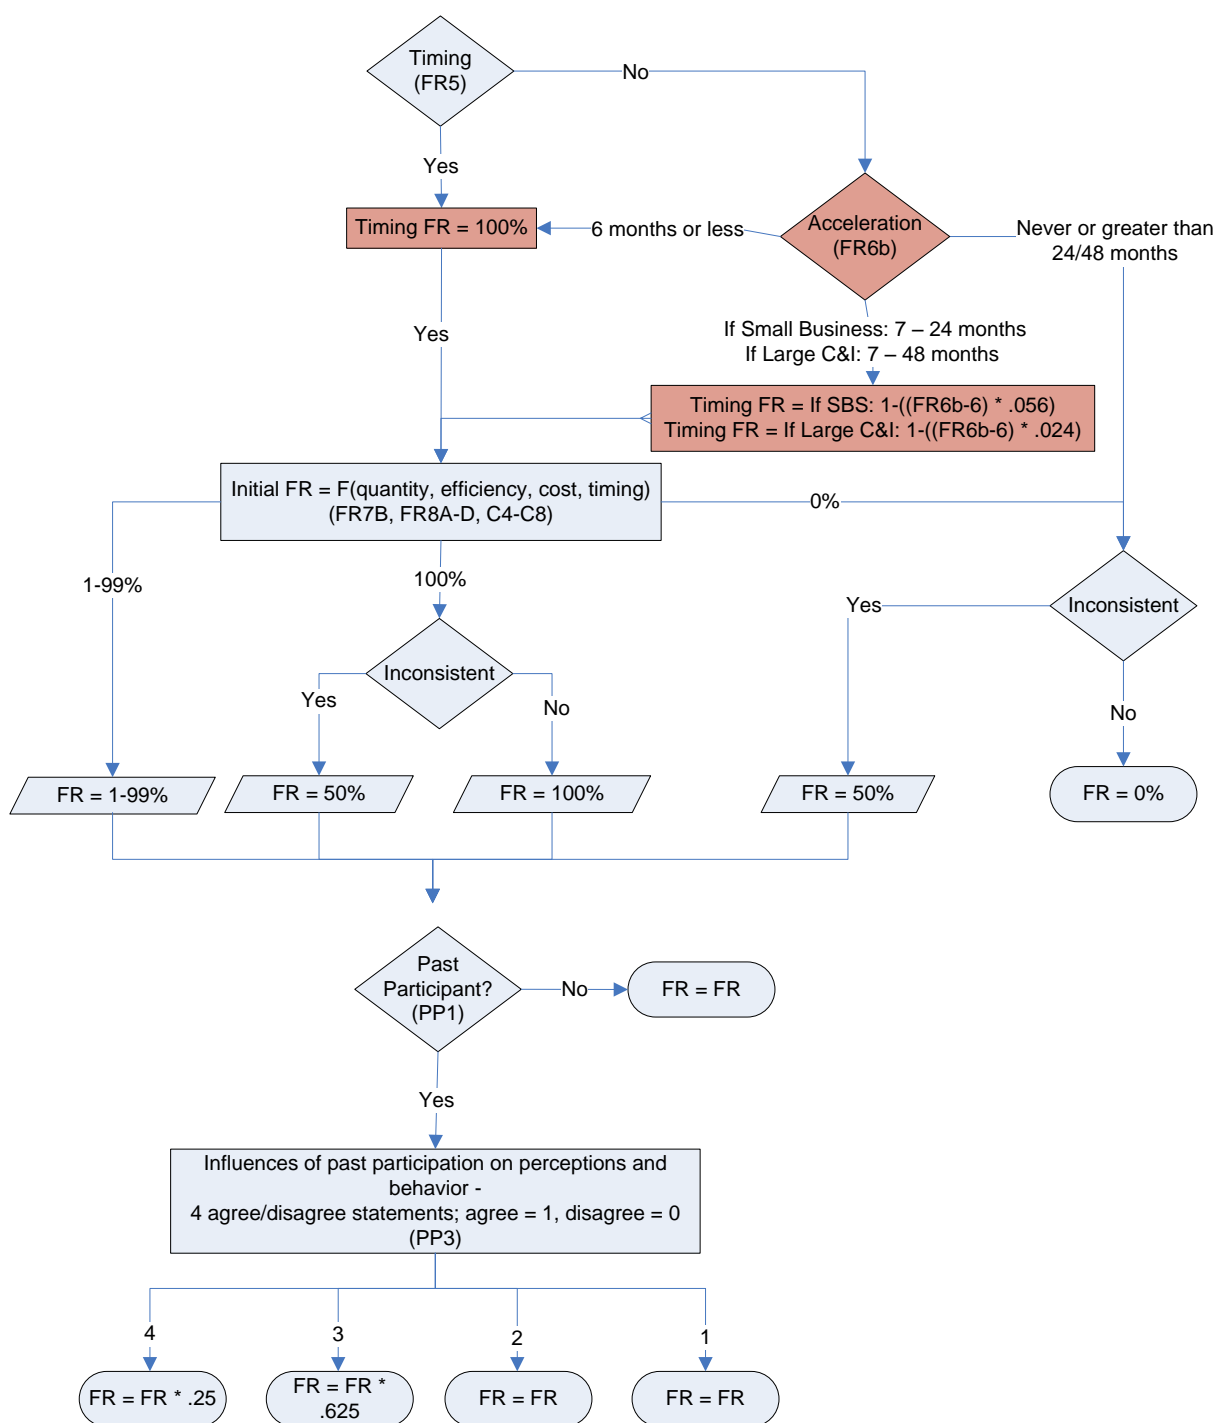 Timing
(FR5)
No
Yes
Timing FR = 100%
6 months or less
Acceleration
(FR6b)
Never or greater than
24/48 months
Yes
If Small Business: 7 – 24 months
If Large C&I: 7 – 48 months
Timing FR = If SBS: 1-((FR6b-6) * .056)
Timing FR = If Large C&I: 1-((FR6b-6) * .024)
Initial FR = F(quantity, efficiency, cost, timing)
(FR7B, FR8A-D, C4-C8)
0%
1-99%
100%
Inconsistent
Yes
No
Inconsistent
Yes
No
FR = 1-99%
FR = 50%
FR = 100%
FR = 50%
FR = 0%
Past
Participant?
(PP1)
No
FR = FR
Yes
Influences of past participation on perceptions and
behavior -
4 agree/disagree statements; agree = 1, disagree = 0
(PP3)
4
3
2
1
FR = FR * .25
FR = FR *
.625
FR = FR
FR = FR